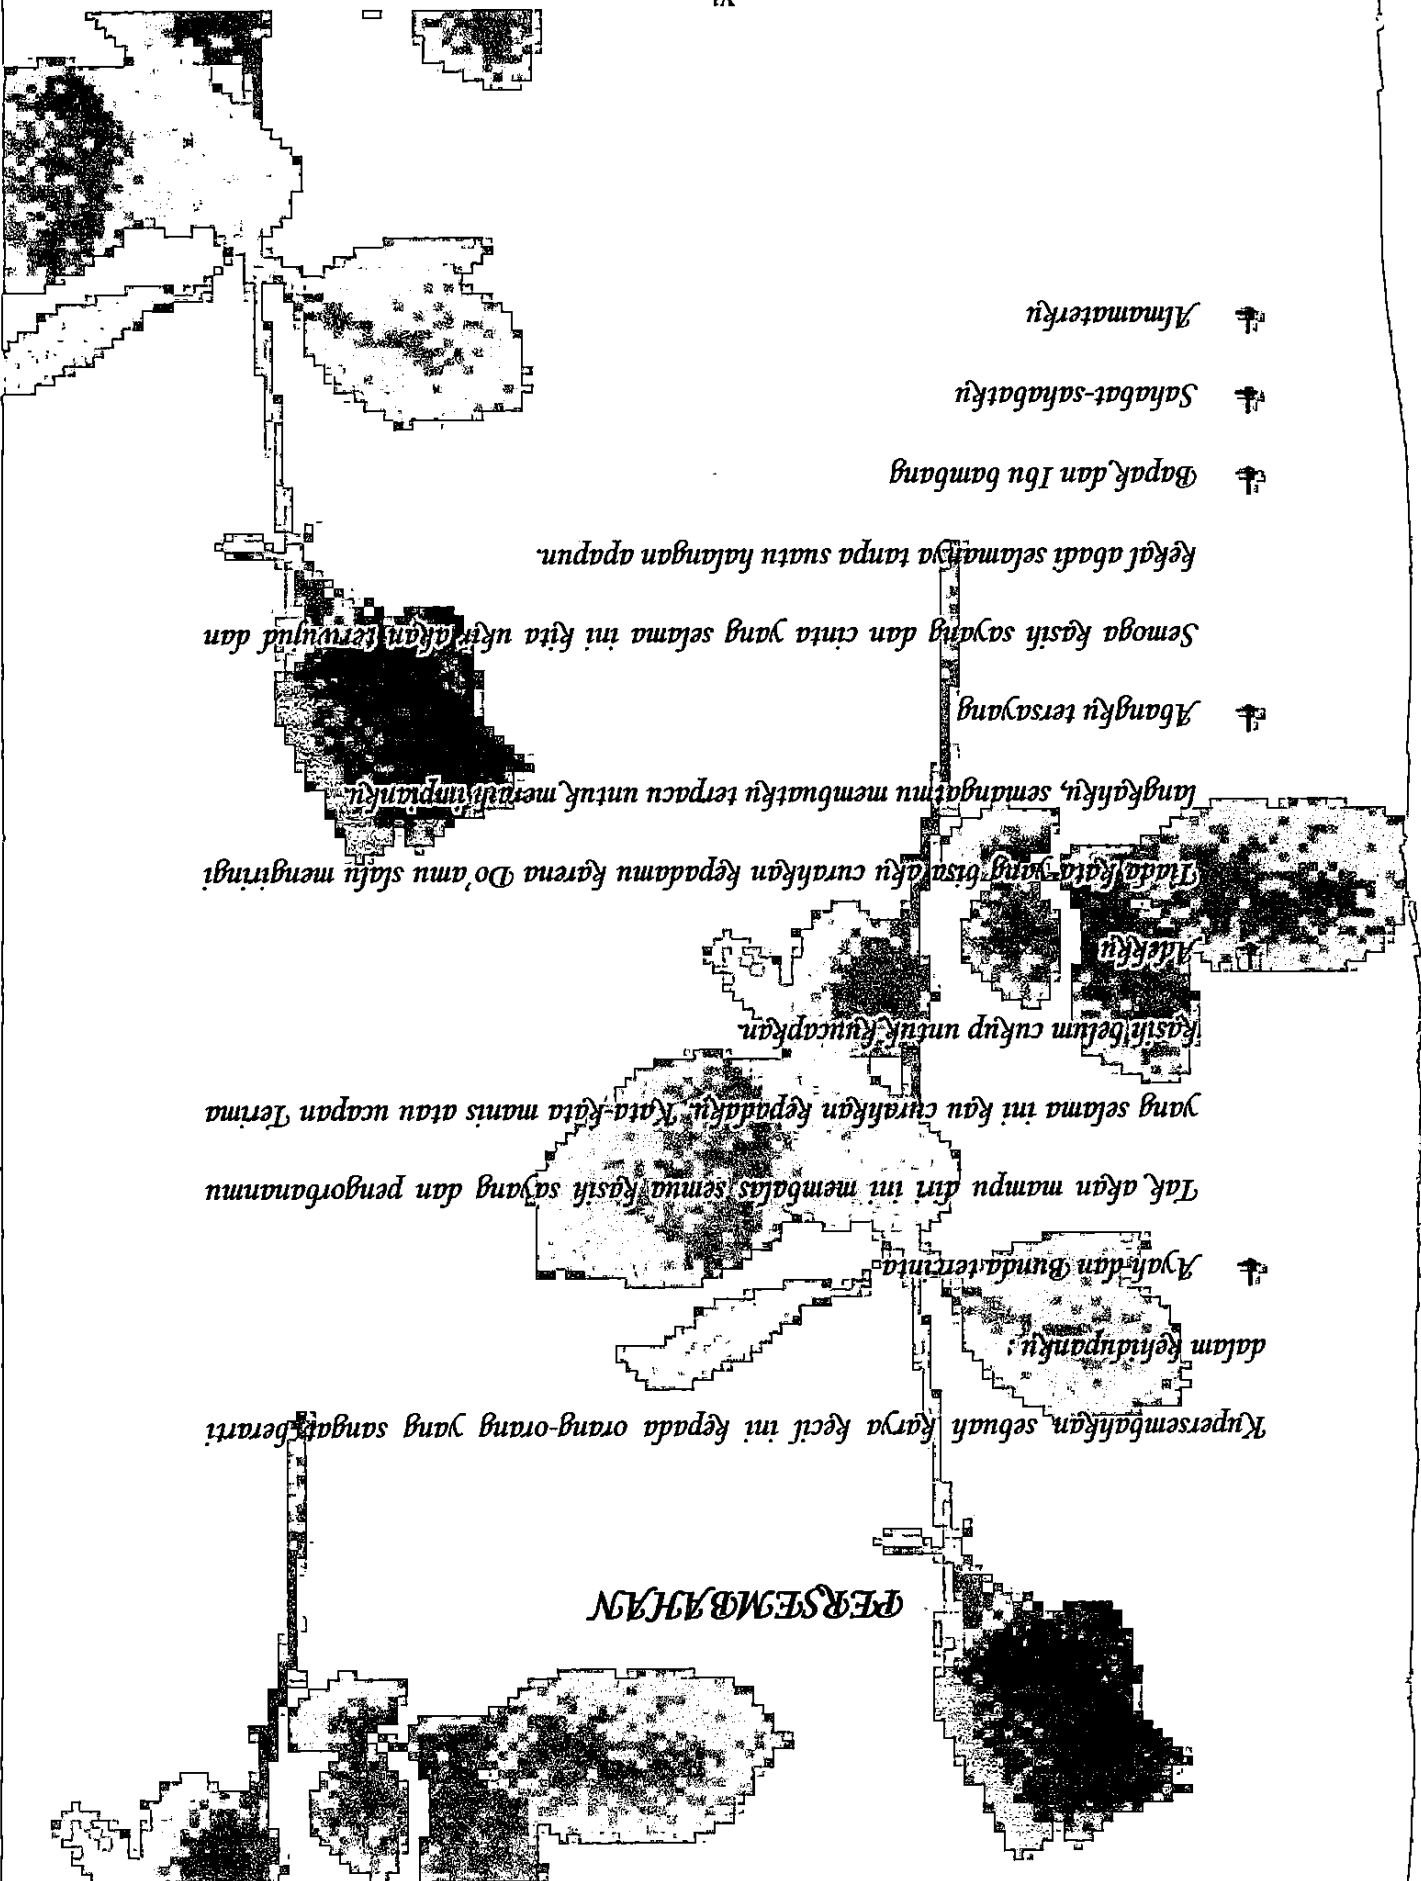 PERSEMBAHAN
Kupersembahkan sebuah karya kecil ini kepada orang-orang yang sangat berarti
dalam kehidupanku :
Ayah dan Bunda tercinta
Tak akan mampu diri ini membalas semua kasih sayang dan pengorbananmu
yang selama ini kau curahkan kepadaku. Kata-kata manis atau ucapan Terima
kasih belum cukup untuk kuucapkan.
Adekku
Tiada kata yang bisa aku curahkan kepadamu karena Do'amu slalu mengiringi
langkahku, semangatmu membuatku terpacu untuk meraih impianku.
Abangku tersayang
Semoga kasih sayang dan cinta yang selama ini kita ukir akan terwujud dan
kekal abadi selamanya tanpa suatu halangan apapun.
Bapak dan Ibu bambang
Sahabat-sahabatku
Almamaterku
vi